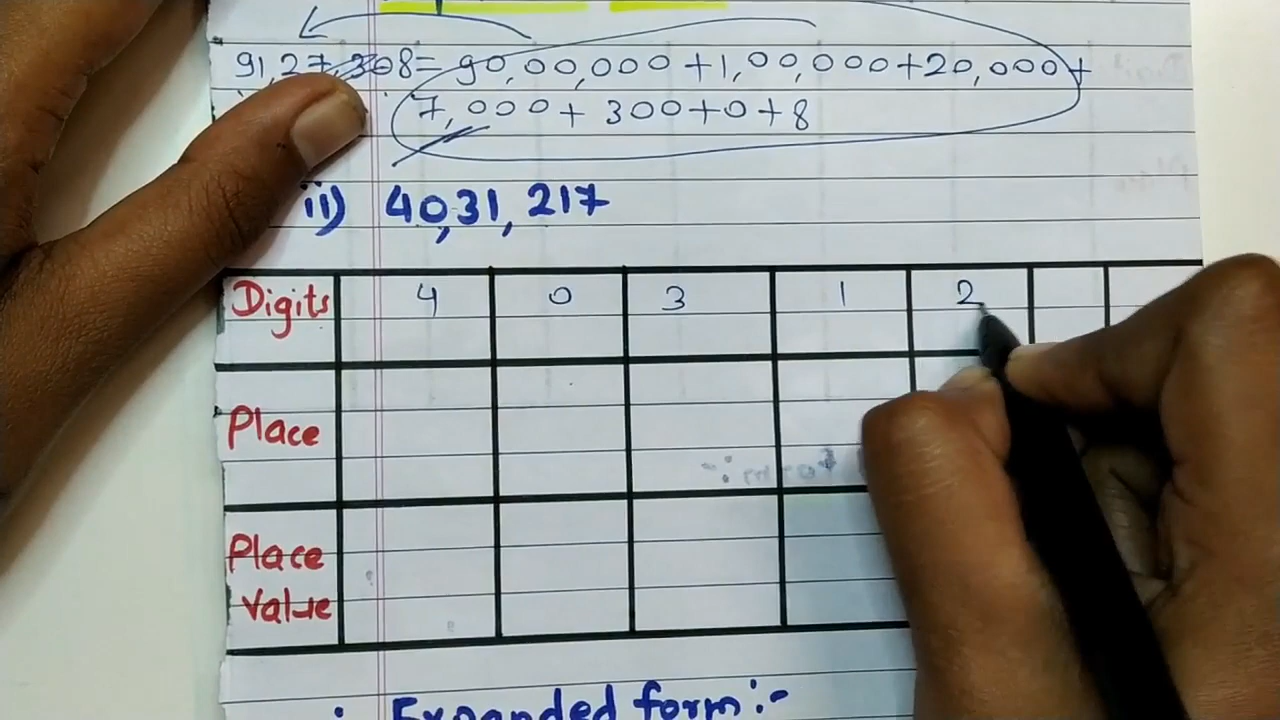 91,27,308= 90,00,000+1,00,000+20,000+
7,000+ 300+0+8
ii) 40,31,217
Digits 4 0 3 1 2
Place
Place
Value
Expanded form:-